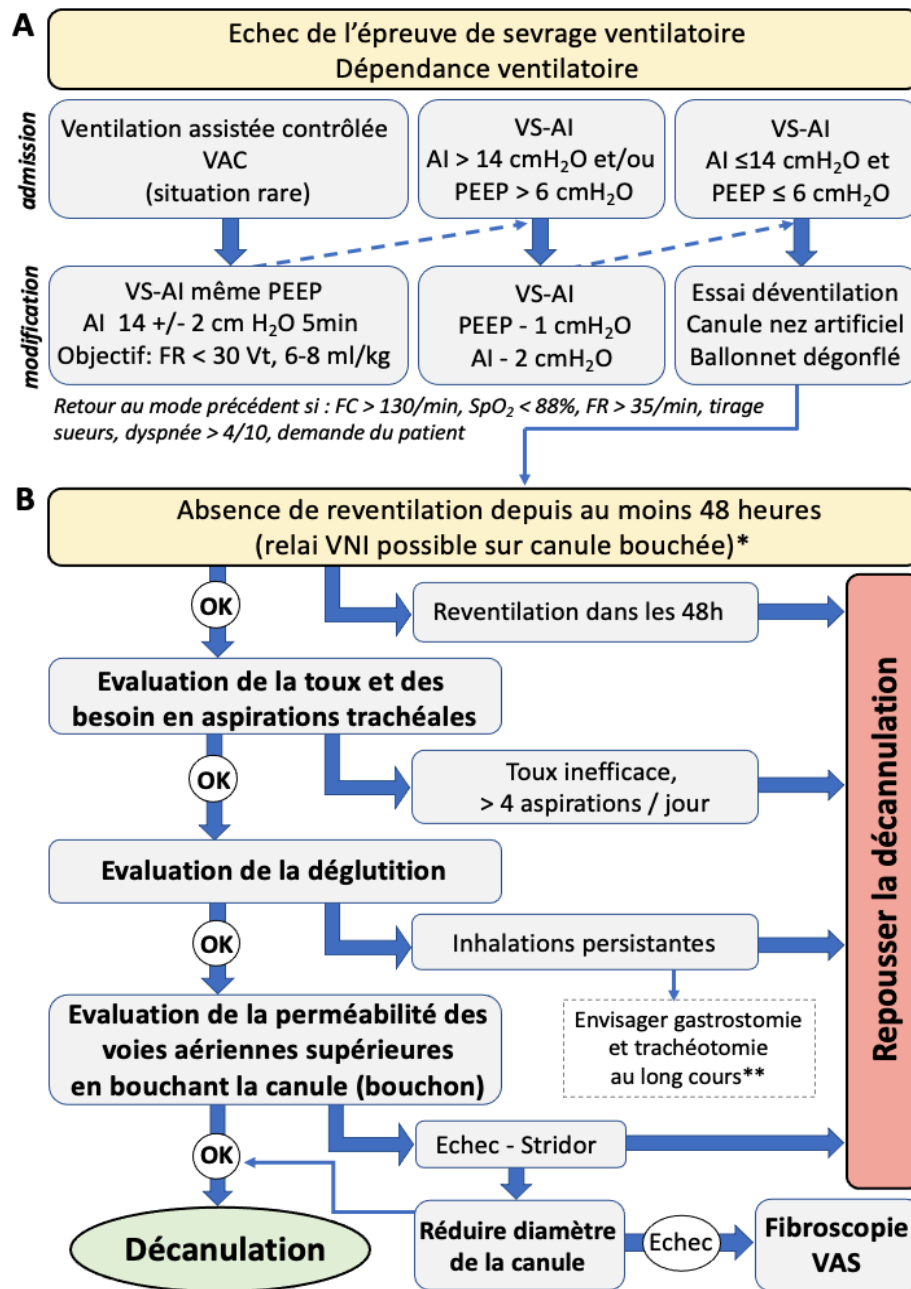 A
Echec de l'épreuve de sevrage ventilatoire
Dépendance ventilatoire
admission
Ventilation assistée contrôlée
VAC
(situation rare)
VS-AI
AI > 14 cmH₂O et/ou
PEEP > 6 cmH₂O
VS-AI
AI ≤14 cmH₂O et
PEEP ≤ 6 cmH₂O
modification
VS-AI même PEEP
AI 14 +/- 2 cm H₂O 5min
Objectif: FR < 30 Vt, 6-8 ml/kg
VS-AI
PEEP - 1 cmH₂O
AI - 2 cmH₂O
Essai déventilation
Canule nez artificiel
Ballonnet dégonflé
Retour au mode précédent si : FC > 130/min, SpO₂ < 88%, FR > 35/min, tirage
sueurs, dyspnée > 4/10, demande du patient
B
Absence de reventilation depuis au moins 48 heures
(relai VNI possible sur canule bouchée)*
OK
Reventilation dans les 48h
Evaluation de la toux et des
besoin en aspirations trachéales
OK
Toux inefficace,
> 4 aspirations / jour
Evaluation de la déglutition
OK
Inhalations persistantes
Envisager gastrostomie
et trachéotomie
au long cours**
Evaluation de la perméabilité des
voies aériennes supérieures
en bouchant la canule (bouchon)
OK
Echec - Stridor
Repousser la décannulation
Décanulation
Réduire diamètre
de la canule
Echec
Fibroscopie
VAS